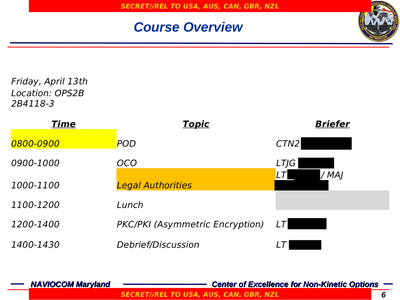 SECRET//REL TO USA, AUS, CAN, GBR, NZL
Course Overview
Friday, April 13th
Location: OPS2B
2B4118-3
Time Topic Briefer
0800-0900 POD CTN2
0900-1000 OCO LTJG
LT / MAJ
1000-1100 Legal Authorities
1100-1200 Lunch
1200-1400 PKC/PKI (Asymmetric Encryption) LT
1400-1430 Debrief/Discussion LT
NAVIOCOM Maryland Center of Excellence for Non-Kinetic Options
SECRET//REL TO USA, AUS, CAN, GBR, NZL
6